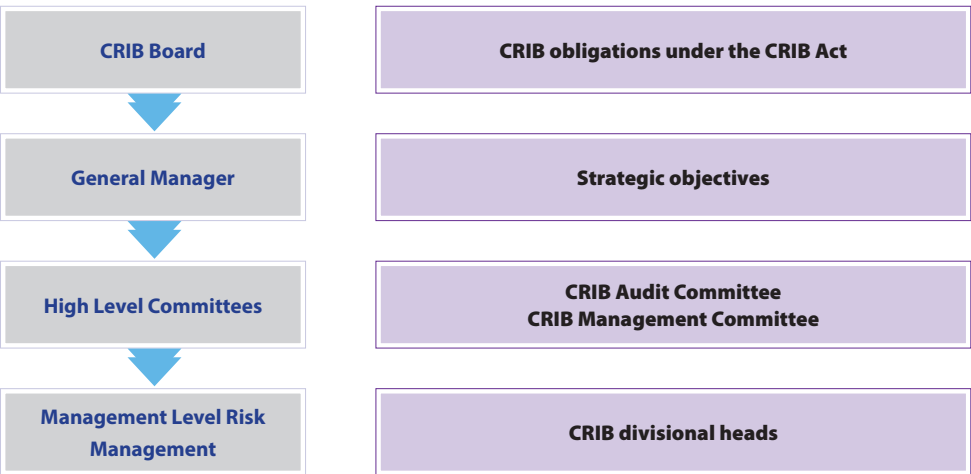 CRIB Board
CRIB obligations under the CRIB Act
General Manager
Strategic objectives
High Level Committees
CRIB Audit Committee
CRIB Management Committee
Management Level Risk
Management
CRIB divisional heads